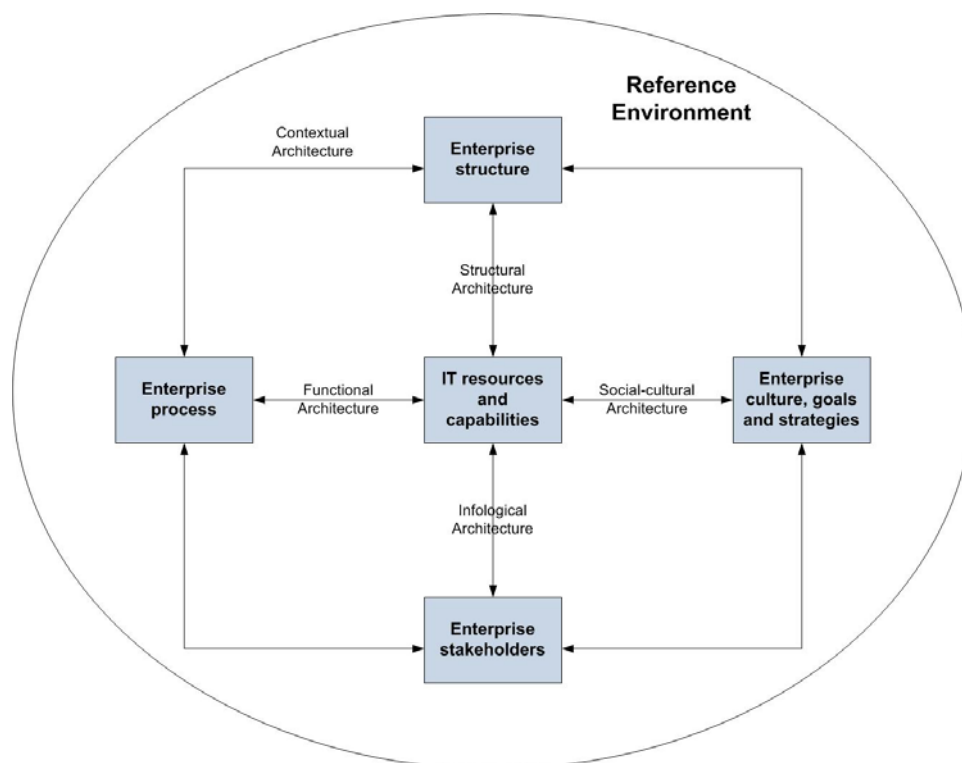 Reference
Environment
Contextual
Architecture
Enterprise
structure
Structural
Architecture
Enterprise
process
Functional
Architecture
IT resources
and
capabilities
Social-cultural
Architecture
Enterprise
culture, goals
and strategies
Infological
Architecture
Enterprise
stakeholders